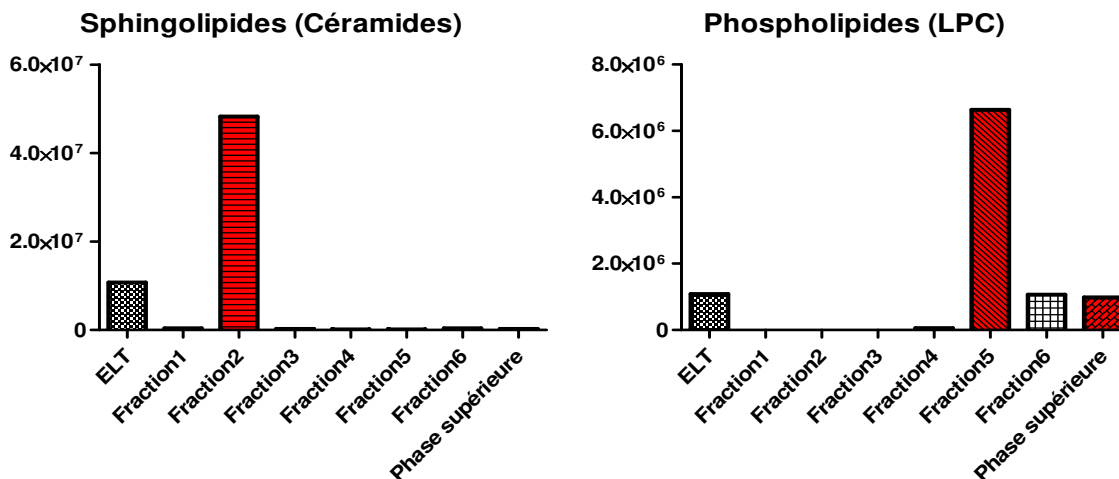 Sphingolipides (Céramides)
6.0×10⁷
4.0×10⁷
2.0×10⁷
0
ELT
Fraction1
Fraction2
Fraction3
Fraction4
Fraction5
Fraction6
Phase supérieure
Phospholipides (LPC)
8.0×10⁶
6.0×10⁶
4.0×10⁶
2.0×10⁶
0
ELT
Fraction1
Fraction2
Fraction3
Fraction4
Fraction5
Fraction6
Phase supérieure